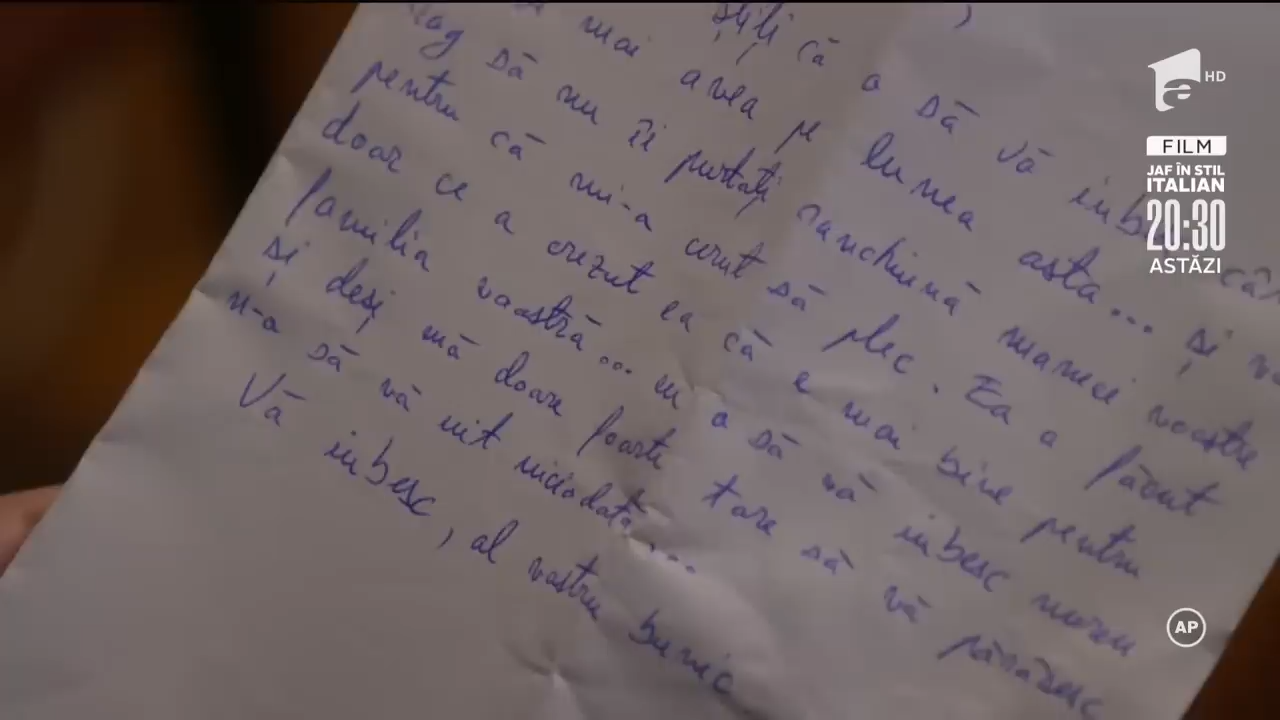 Știți că o să vă
mai avea pe lumea asta... și
să nu îi purtați ranchiună mamei voastre
pentru că mi-a cerut să plec. Ea a făcut
doar ce a crezut ea că e mai bine pentru
familia voastră... eu o să vă iubesc mereu
și deși mă doare foarte tare să vă părăsesc
n-o să vă uit niciodată...
Vă iubesc, al vostru bunic
a HD
FILM
JAF ÎN STIL
ITALIAN
20:30
ASTĂZI
AP